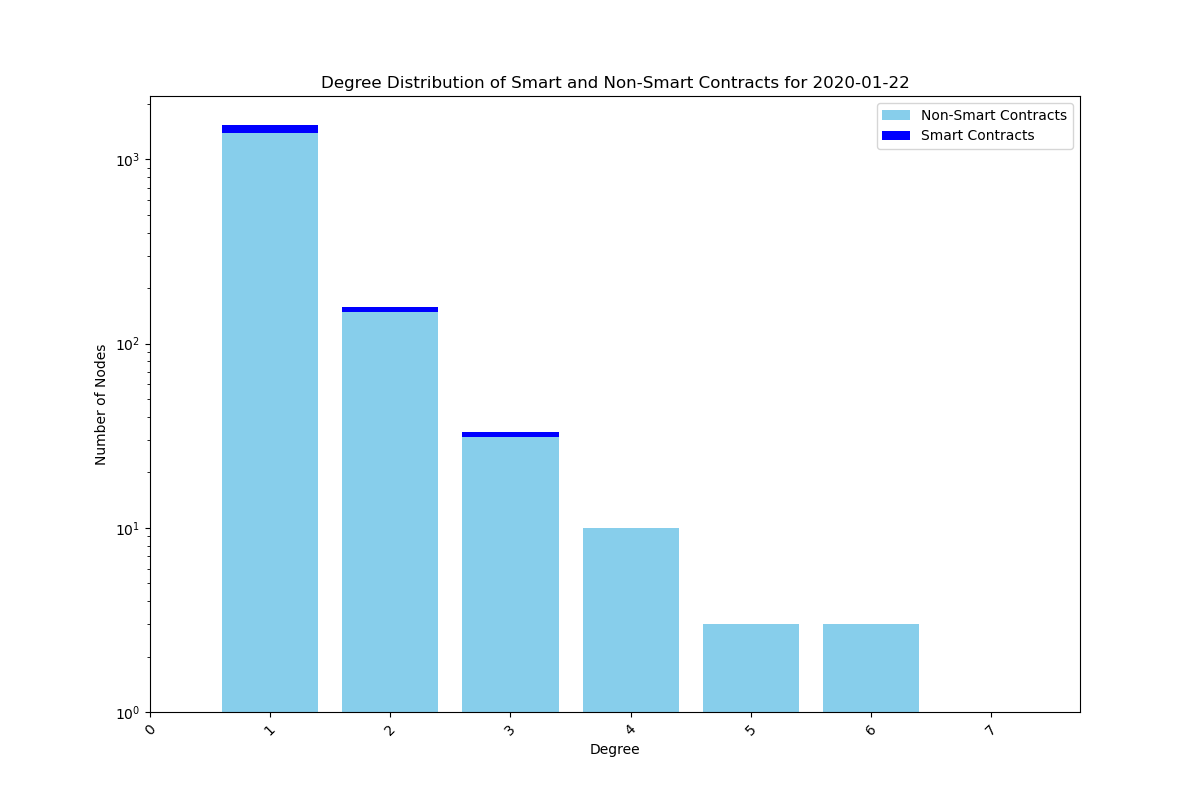 Degree Distribution of Smart and Non-Smart Contracts for 2020-01-22
Non-Smart Contracts
Smart Contracts
Number of Nodes
10³
10²
10¹
10⁰
0 1 2 3 4 5 6 7
Degree